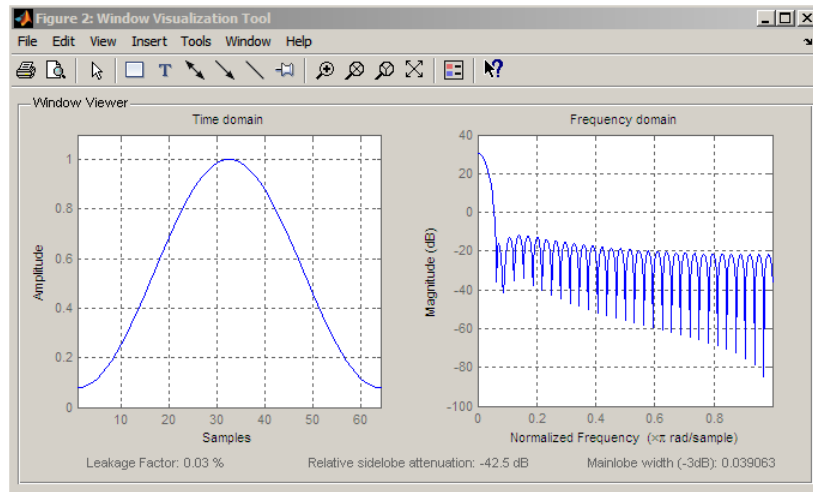 Figure 2: Window Visualization Tool
File Edit View Insert Tools Window Help
T
Window Viewer
Time domain
Amplitude
1
0.8
0.6
0.4
0.2
0
10 20 30 40 50 60
Samples
Frequency domain
Magnitude (dB)
40
20
0
-20
-40
-60
-80
-100
0 0.2 0.4 0.6 0.8
Normalized Frequency (×π rad/sample)
Leakage Factor: 0.03 %
Relative sidelobe attenuation: -42.5 dB
Mainlobe width (-3dB): 0.039063